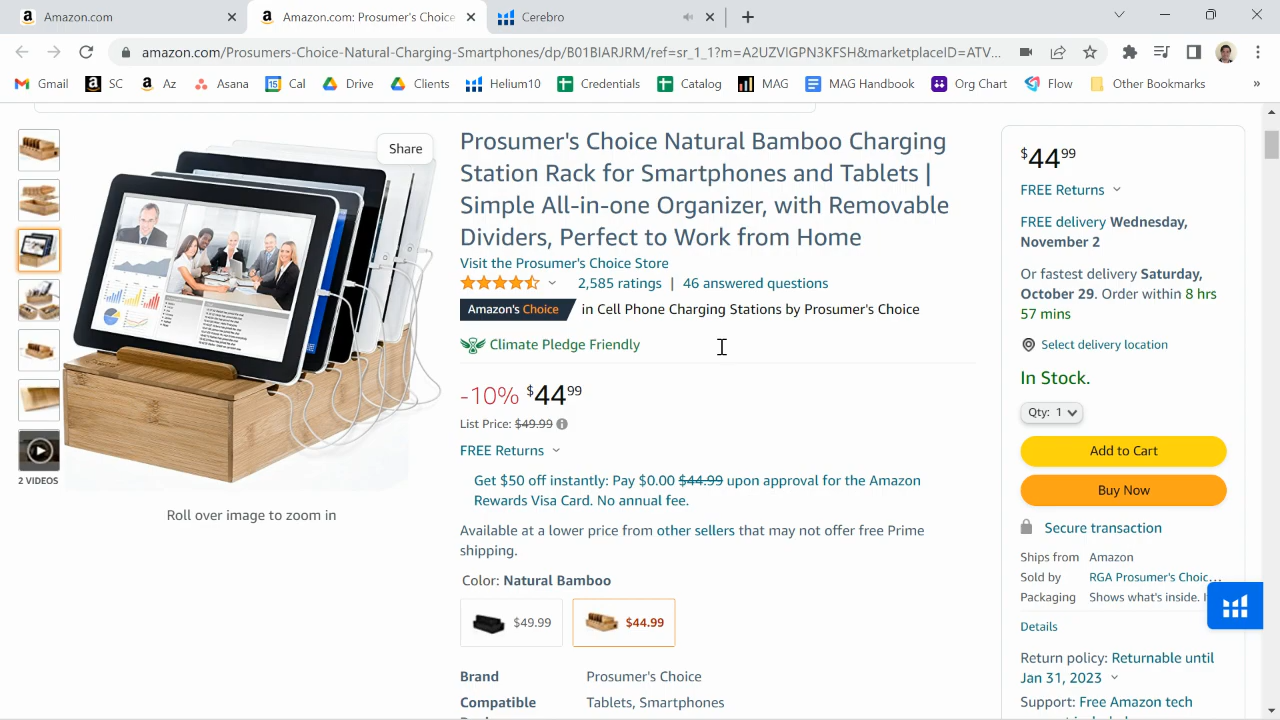 Amazon.com
Amazon.com: Prosumer's Choice
Cerebro
amazon.com/Prosumers-Choice-Natural-Charging-Smartphones/dp/B01BIARJRM/ref=sr_1_1?m=A2UZVIGPN3KFSH&marketplaceID=ATV...
Gmail
SC
Az
Asana
Cal
Drive
Clients
Helium10
Credentials
Catalog
MAG
MAG Handbook
Org Chart
Flow
Other Bookmarks
»
Share
2 VIDEOS
Roll over image to zoom in
Prosumer's Choice Natural Bamboo Charging
Station Rack for Smartphones and Tablets |
Simple All-in-one Organizer, with Removable
Dividers, Perfect to Work from Home
Visit the Prosumer's Choice Store
2,585 ratings | 46 answered questions
Amazon's Choice in Cell Phone Charging Stations by Prosumer's Choice
Climate Pledge Friendly
-10% $44 99
List Price: $49.99
FREE Returns
Get $50 off instantly: Pay $0.00 $44.99 upon approval for the Amazon
Rewards Visa Card. No annual fee.
Available at a lower price from other sellers that may not offer free Prime
shipping.
Color: Natural Bamboo
$49.99
$44.99
Brand Prosumer's Choice
Compatible Tablets, Smartphones
$44 99
FREE Returns
FREE delivery Wednesday,
November 2
Or fastest delivery Saturday,
October 29. Order within 8 hrs
57 mins
Select delivery location
In Stock.
Qty: 1
Add to Cart
Buy Now
Secure transaction
Ships from Amazon
Sold by RGA Prosumer's Choic...
Packaging Shows what's inside.
Details
Return policy: Returnable until
Jan 31, 2023
Support: Free Amazon tech